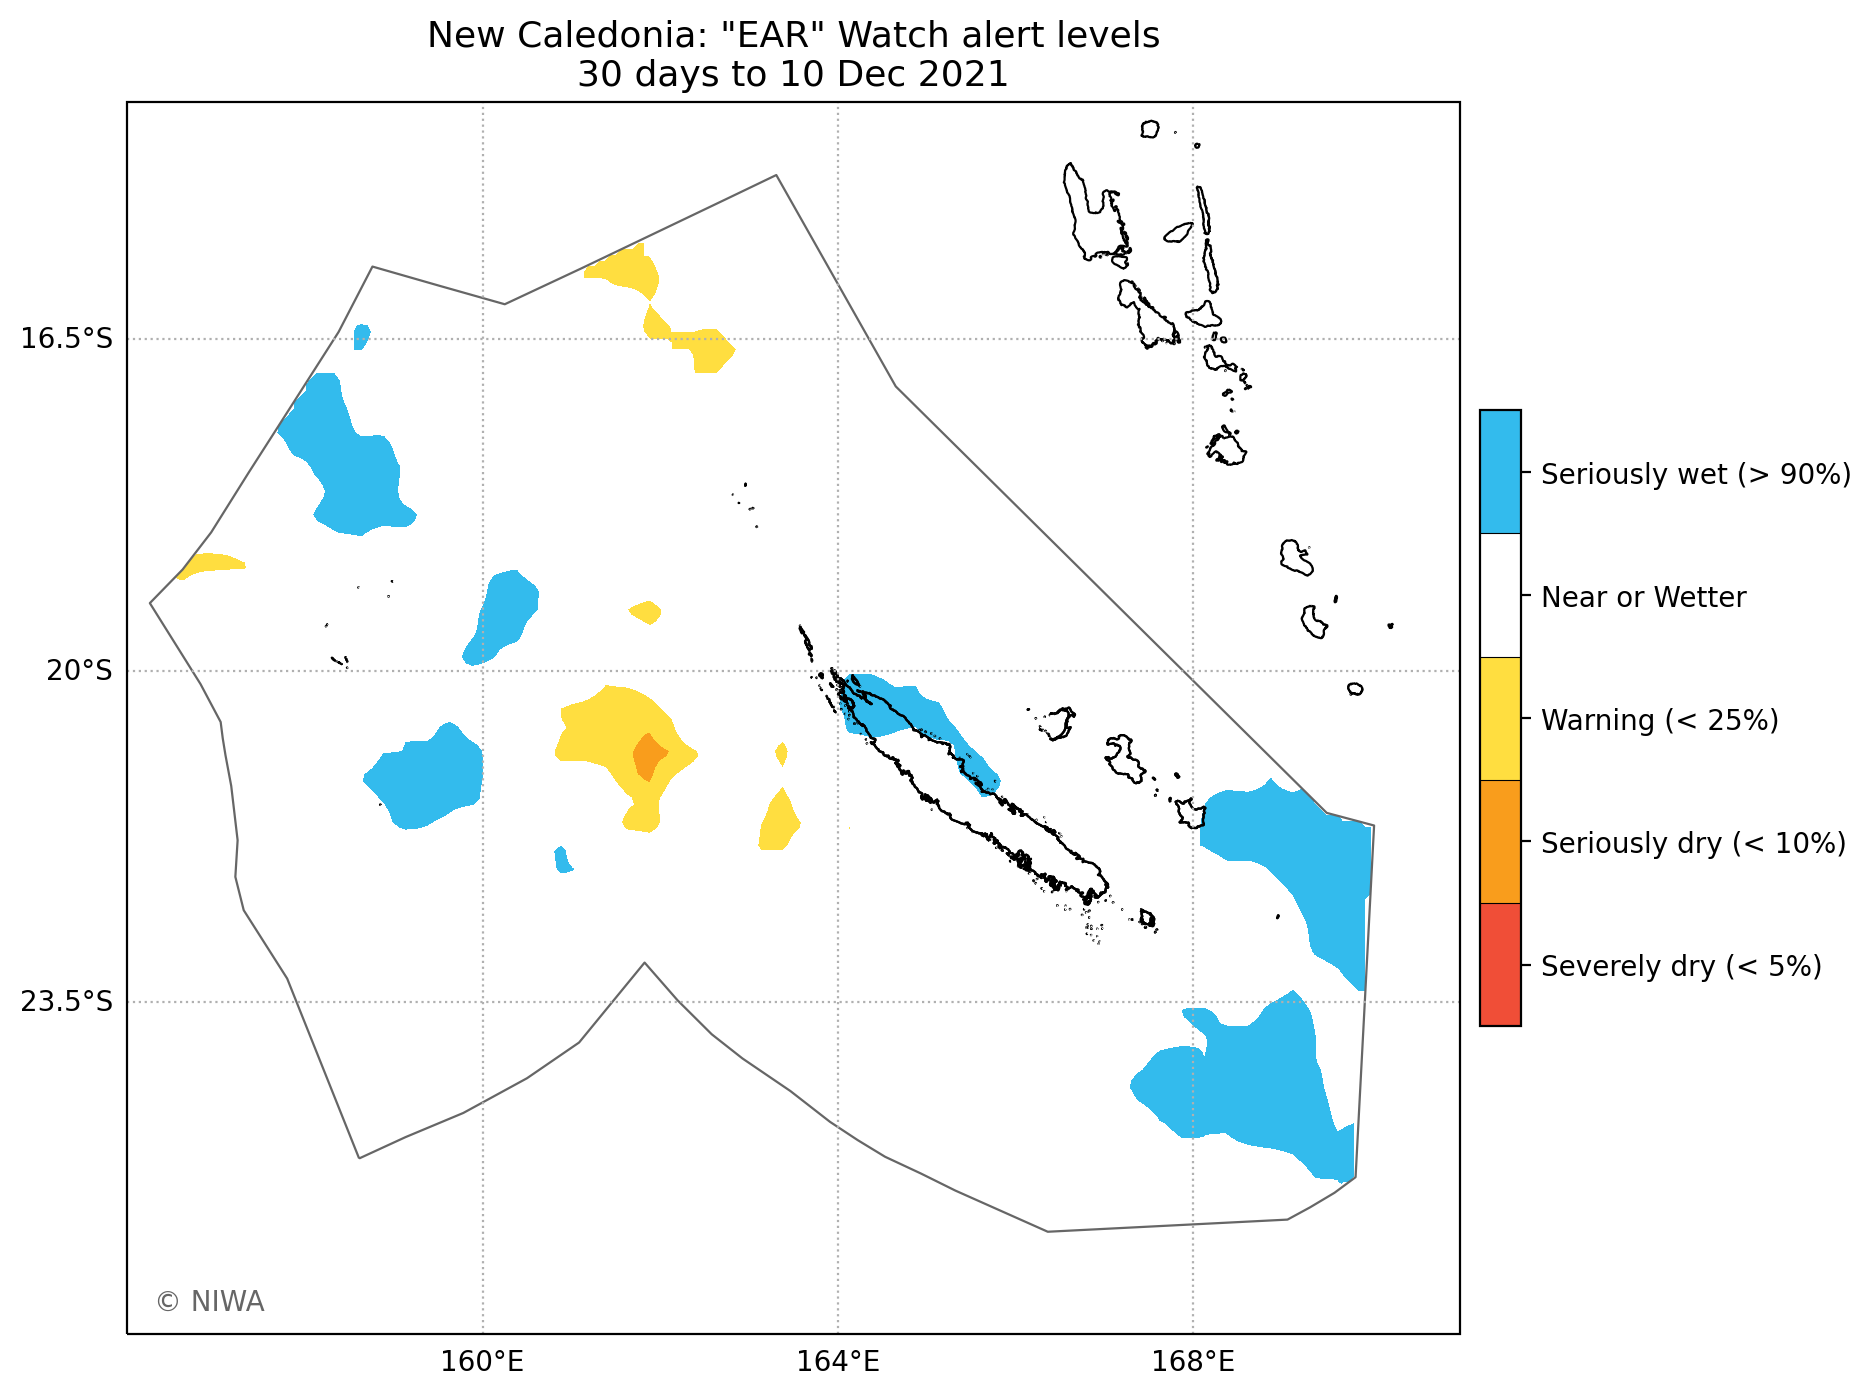 New Caledonia: "EAR" Watch alert levels
30 days to 10 Dec 2021
16.5°S
20°S
23.5°S
160°E
164°E
168°E
Seriously wet (> 90%)
Near or Wetter
Warning (< 25%)
Seriously dry (< 10%)
Severely dry (< 5%)
© NIWA